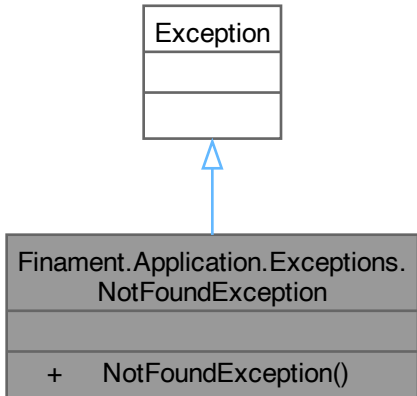 Exception
Finament.Application.Exceptions.
NotFoundException
+ NotFoundException()